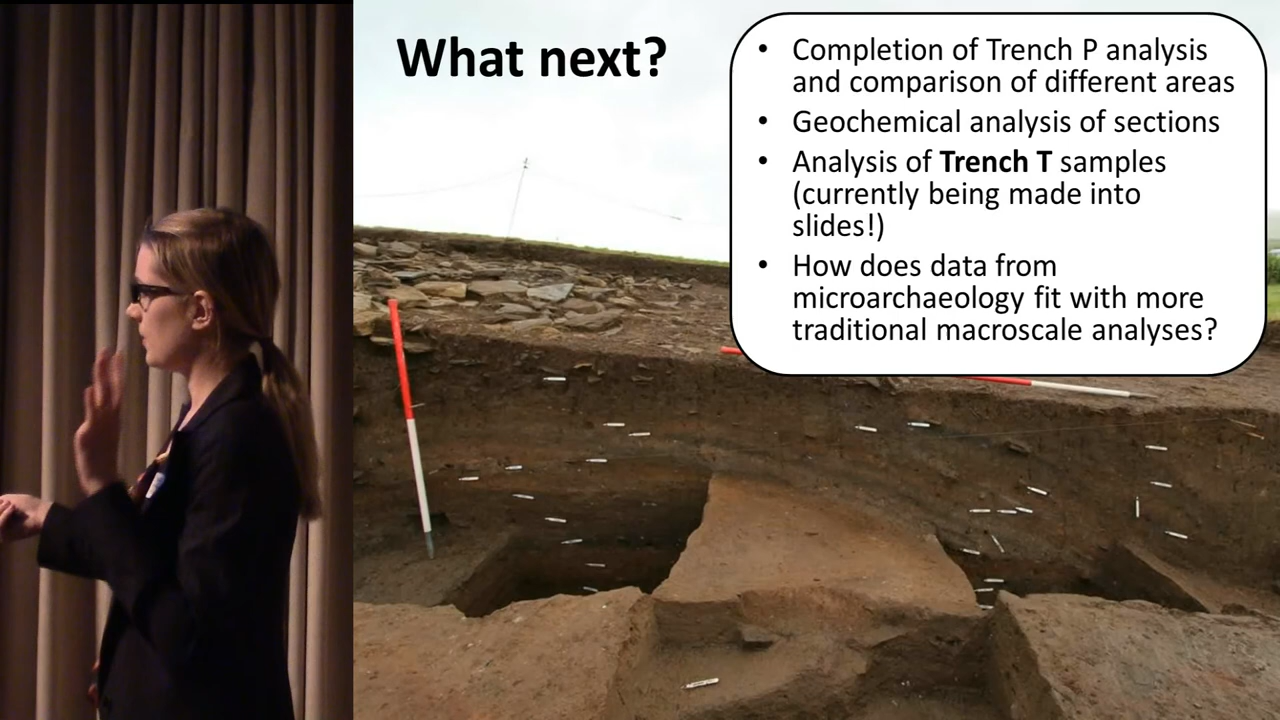 What next?
• Completion of Trench P analysis
and comparison of different areas
• Geochemical analysis of sections
• Analysis of Trench T samples
(currently being made into
slides!)
• How does data from
microarchaeology fit with more
traditional macroscale analyses?